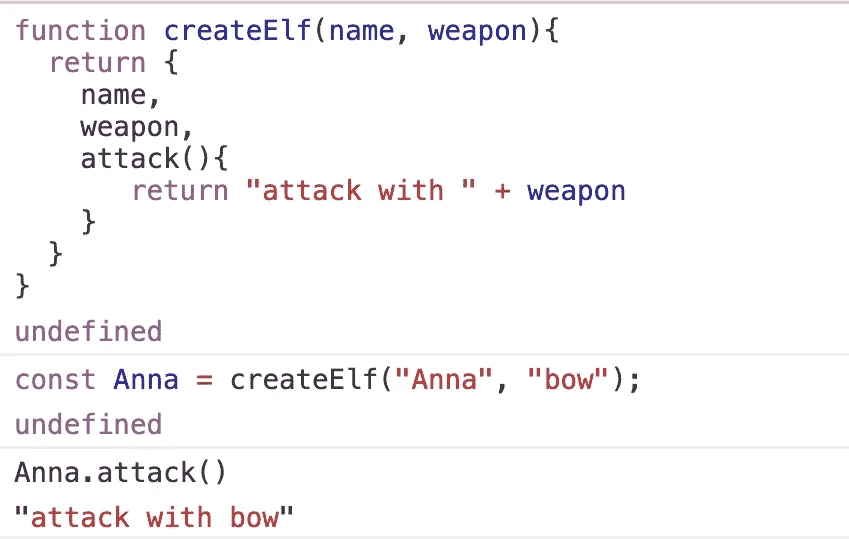 function createElf(name, weapon){
  return {
    name,
    weapon,
    attack(){
       return "attack with " + weapon
    }
  }
}
undefined
const Anna = createElf("Anna", "bow");
undefined
Anna.attack()
"attack with bow"